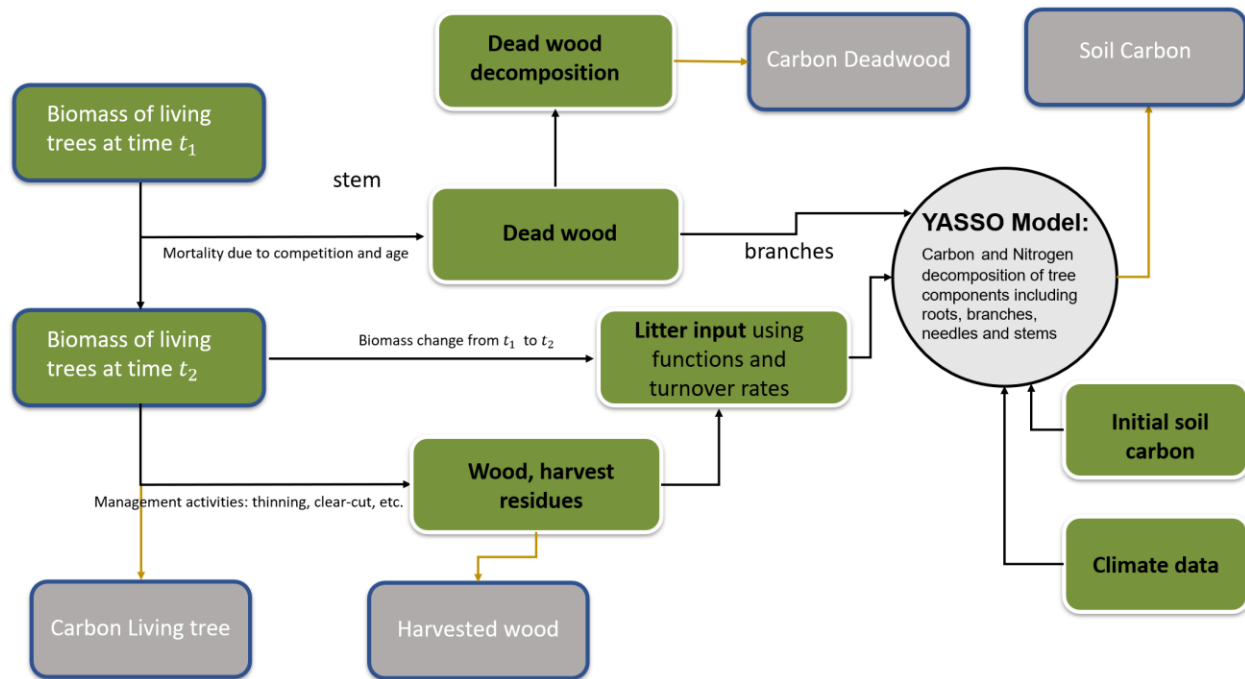 Dead wood
decomposition
Carbon Deadwood
Soil Carbon
Biomass of living
trees at time t₁
stem
Dead wood
Mortality due to competition and age
branches
YASSO Model:
Carbon and Nitrogen
decomposition of tree
components including
roots, branches,
needles and stems
Biomass of living
trees at time t₂
Biomass change from t₁ to t₂
Litter input using
functions and
turnover rates
Initial soil
carbon
Wood, harvest
residues
Management activities: thinning, clear-cut, etc.
Climate data
Carbon Living tree
Harvested wood